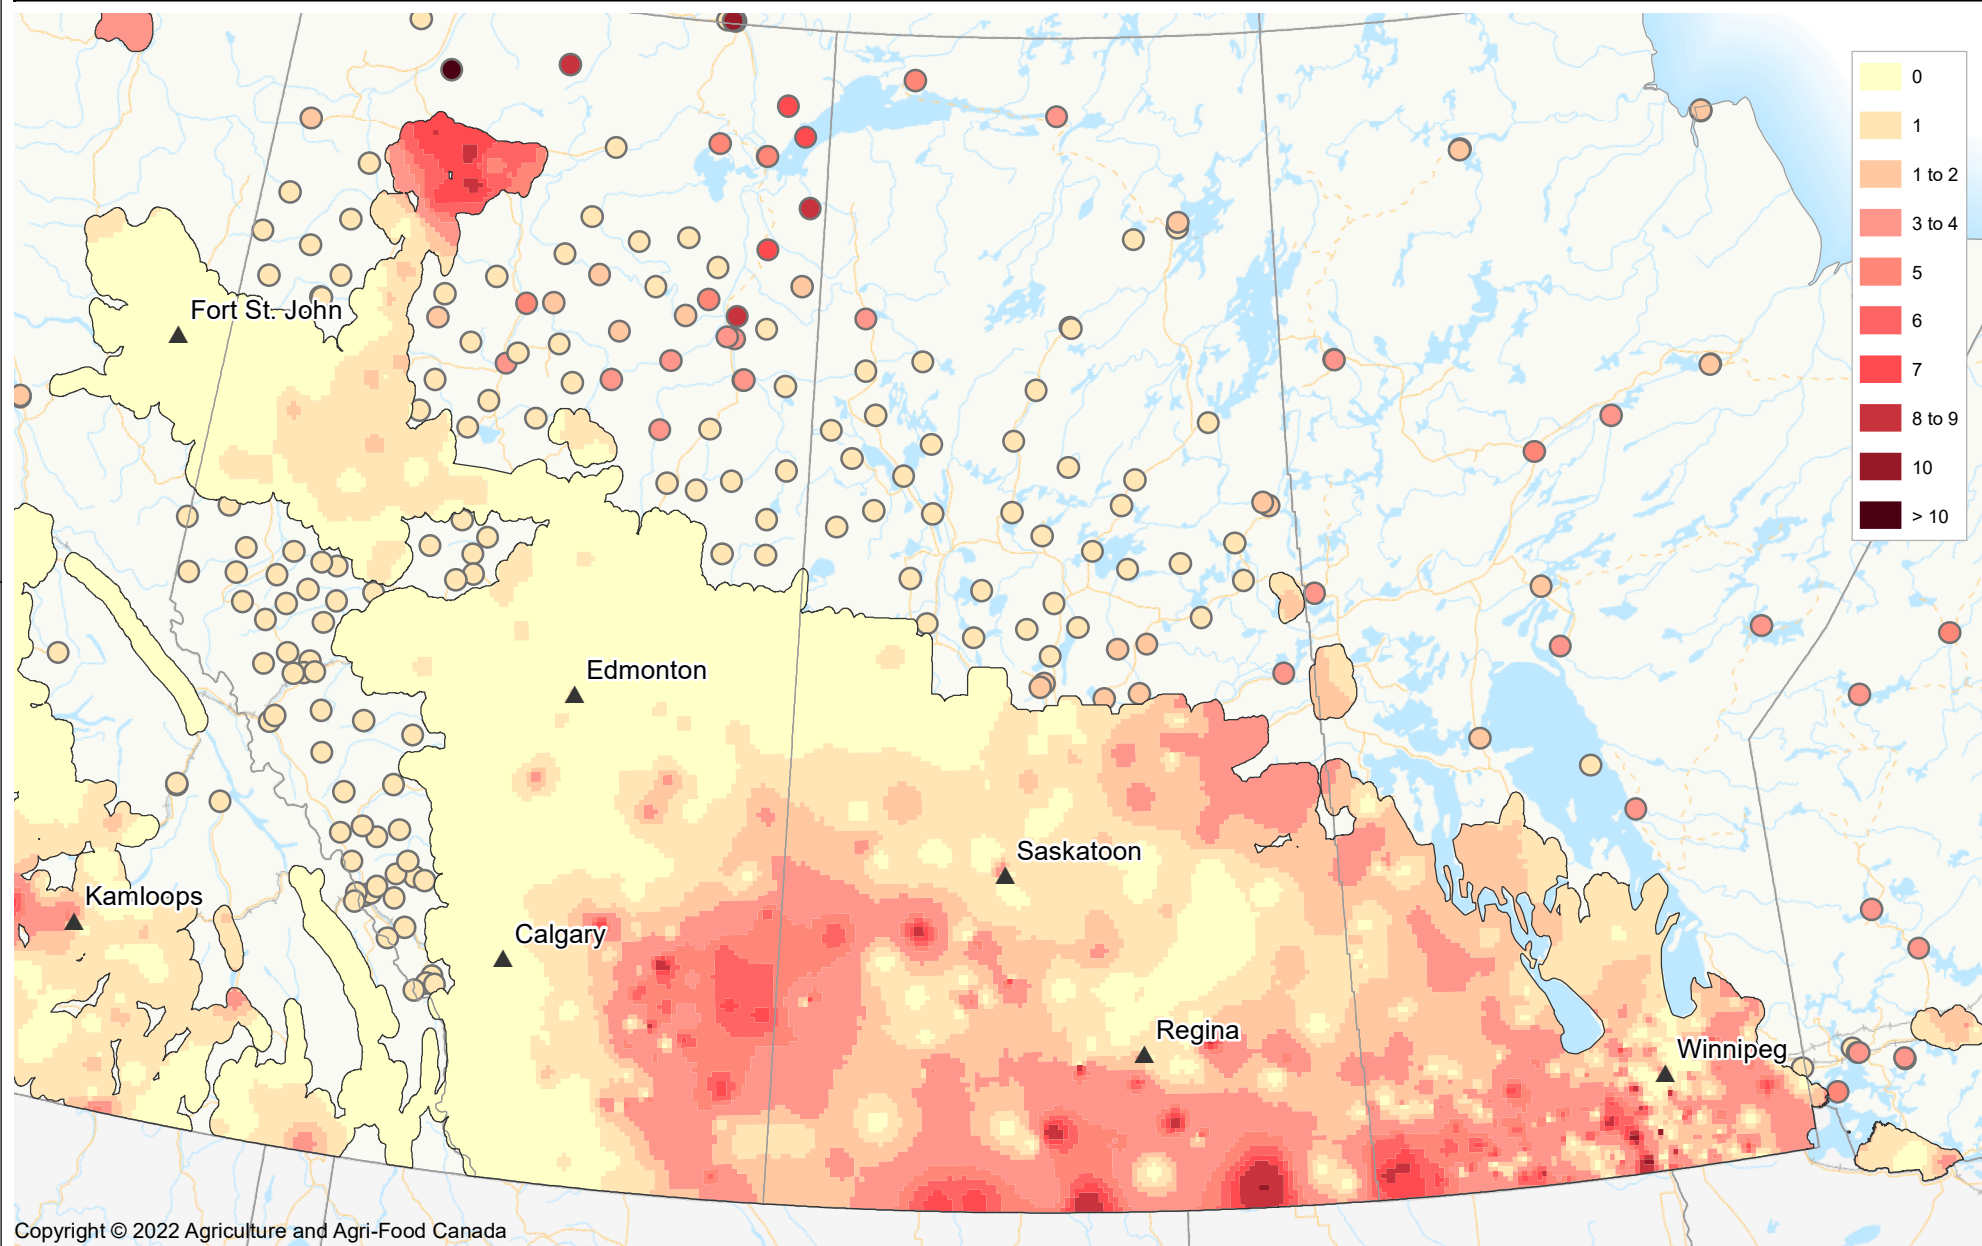 0
1
1 to 2
3 to 4
5
6
7
8 to 9
10
> 10
Fort St. John
Edmonton
Saskatoon
Kamloops
Calgary
Regina
Winnipeg
Copyright © 2022 Agriculture and Agri-Food Canada